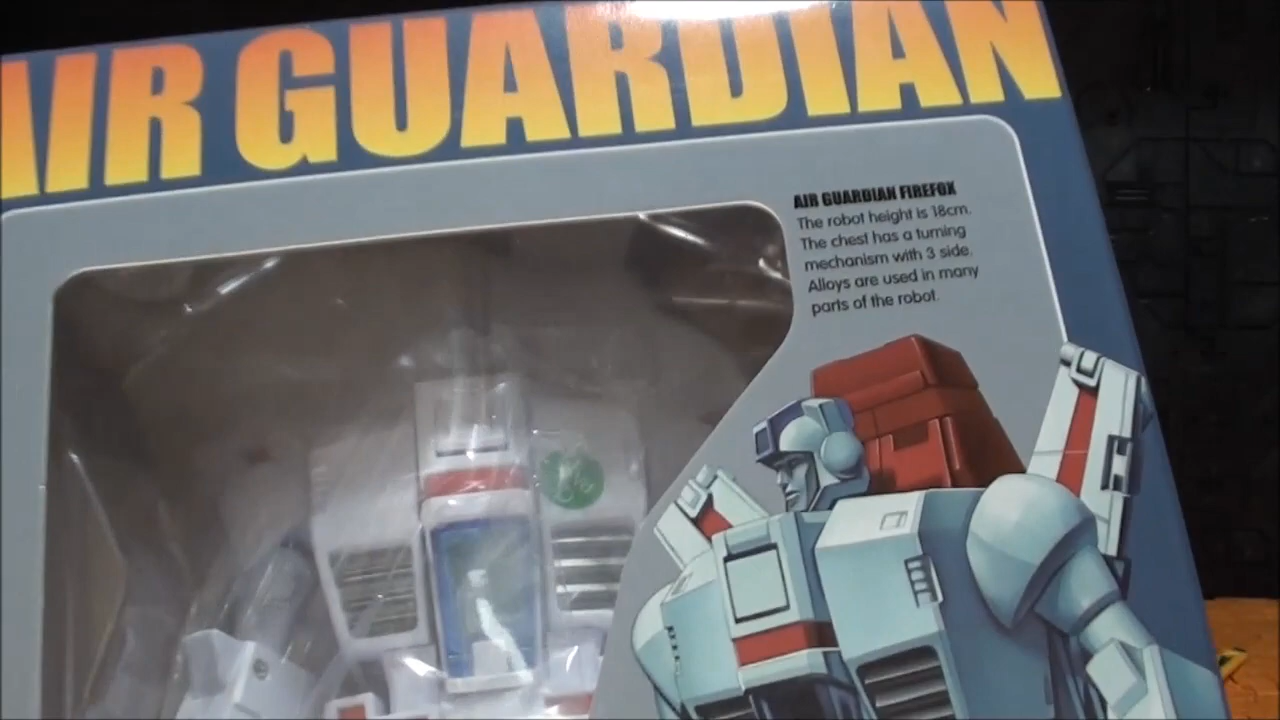 AIR GUARDIAN
AIR GUARDIAN FIREFOX
The robot height is 18cm.
The chest has a turning
mechanism with 3 side.
Alloys are used in many
parts of the robot.